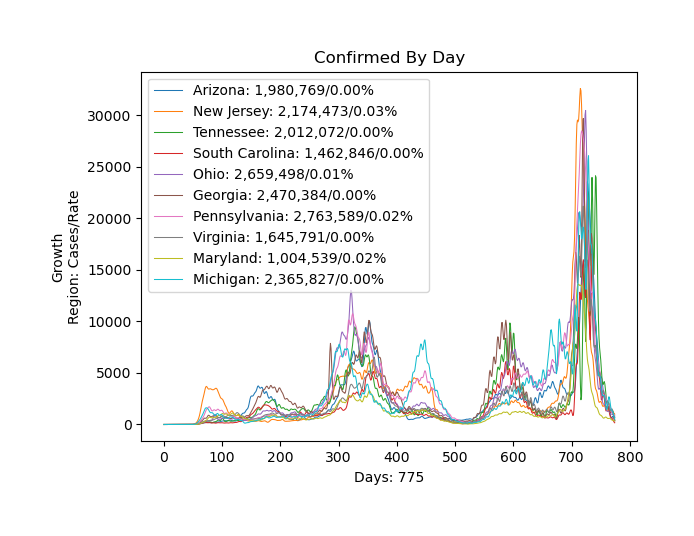 Confirmed By Day
Growth
Region: Cases/Rate
30000
25000
20000
15000
10000
5000
0
Arizona: 1,980,769/0.00%
New Jersey: 2,174,473/0.03%
Tennessee: 2,012,072/0.00%
South Carolina: 1,462,846/0.00%
Ohio: 2,659,498/0.01%
Georgia: 2,470,384/0.00%
Pennsylvania: 2,763,589/0.02%
Virginia: 1,645,791/0.00%
Maryland: 1,004,539/0.02%
Michigan: 2,365,827/0.00%
0 100 200 300 400 500 600 700 800
Days: 775